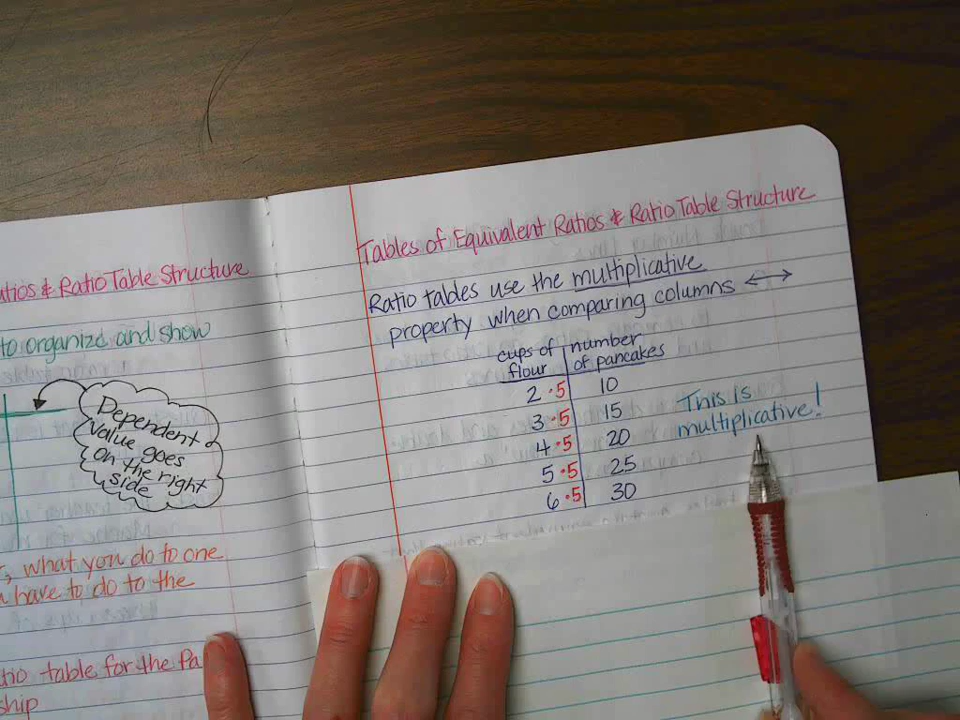 Ratios & Ratio Table Structure
to organize and show
Dependent
value goes
on the right
side
, what you do to one
have to do to the
ratio table for the Pa
ship
Tables of Equivalent Ratios & Ratio Table Structure
Ratio tables use the multiplicative
property when comparing columns ↔
cups of flour | number of pancakes
2 •5 | 10
3 •5 | 15
4 •5 | 20
5 •5 | 25
6 •5 | 30
This is
multiplicative!